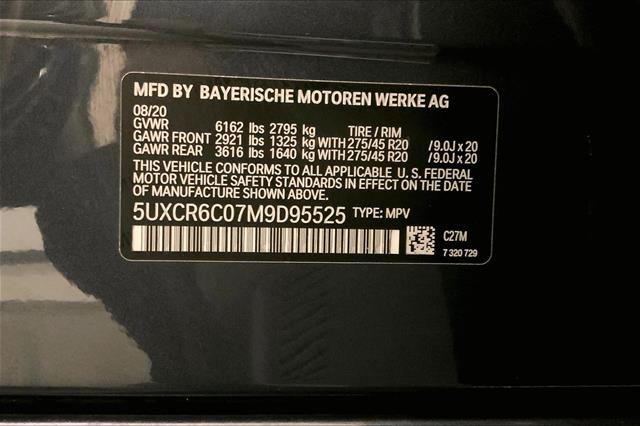 MFD BY BAYERISCHE MOTOREN WERKE AG
08/20
GVWR 6162 lbs 2795 kg TIRE / RIM
GAWR FRONT 2921 lbs 1325 kg WITH 275/45 R20 /9.0J x 20
GAWR REAR 3616 lbs 1640 kg WITH 275/45 R20 /9.0J x 20
THIS VEHICLE CONFORMS TO ALL APPLICABLE U. S. FEDERAL
MOTOR VEHICLE SAFETY STANDARDS IN EFFECT ON THE DATE
OF MANUFACTURE SHOWN ABOVE.
5UXCR6C07M9D95525 TYPE: MPV
C27M
7 320 729